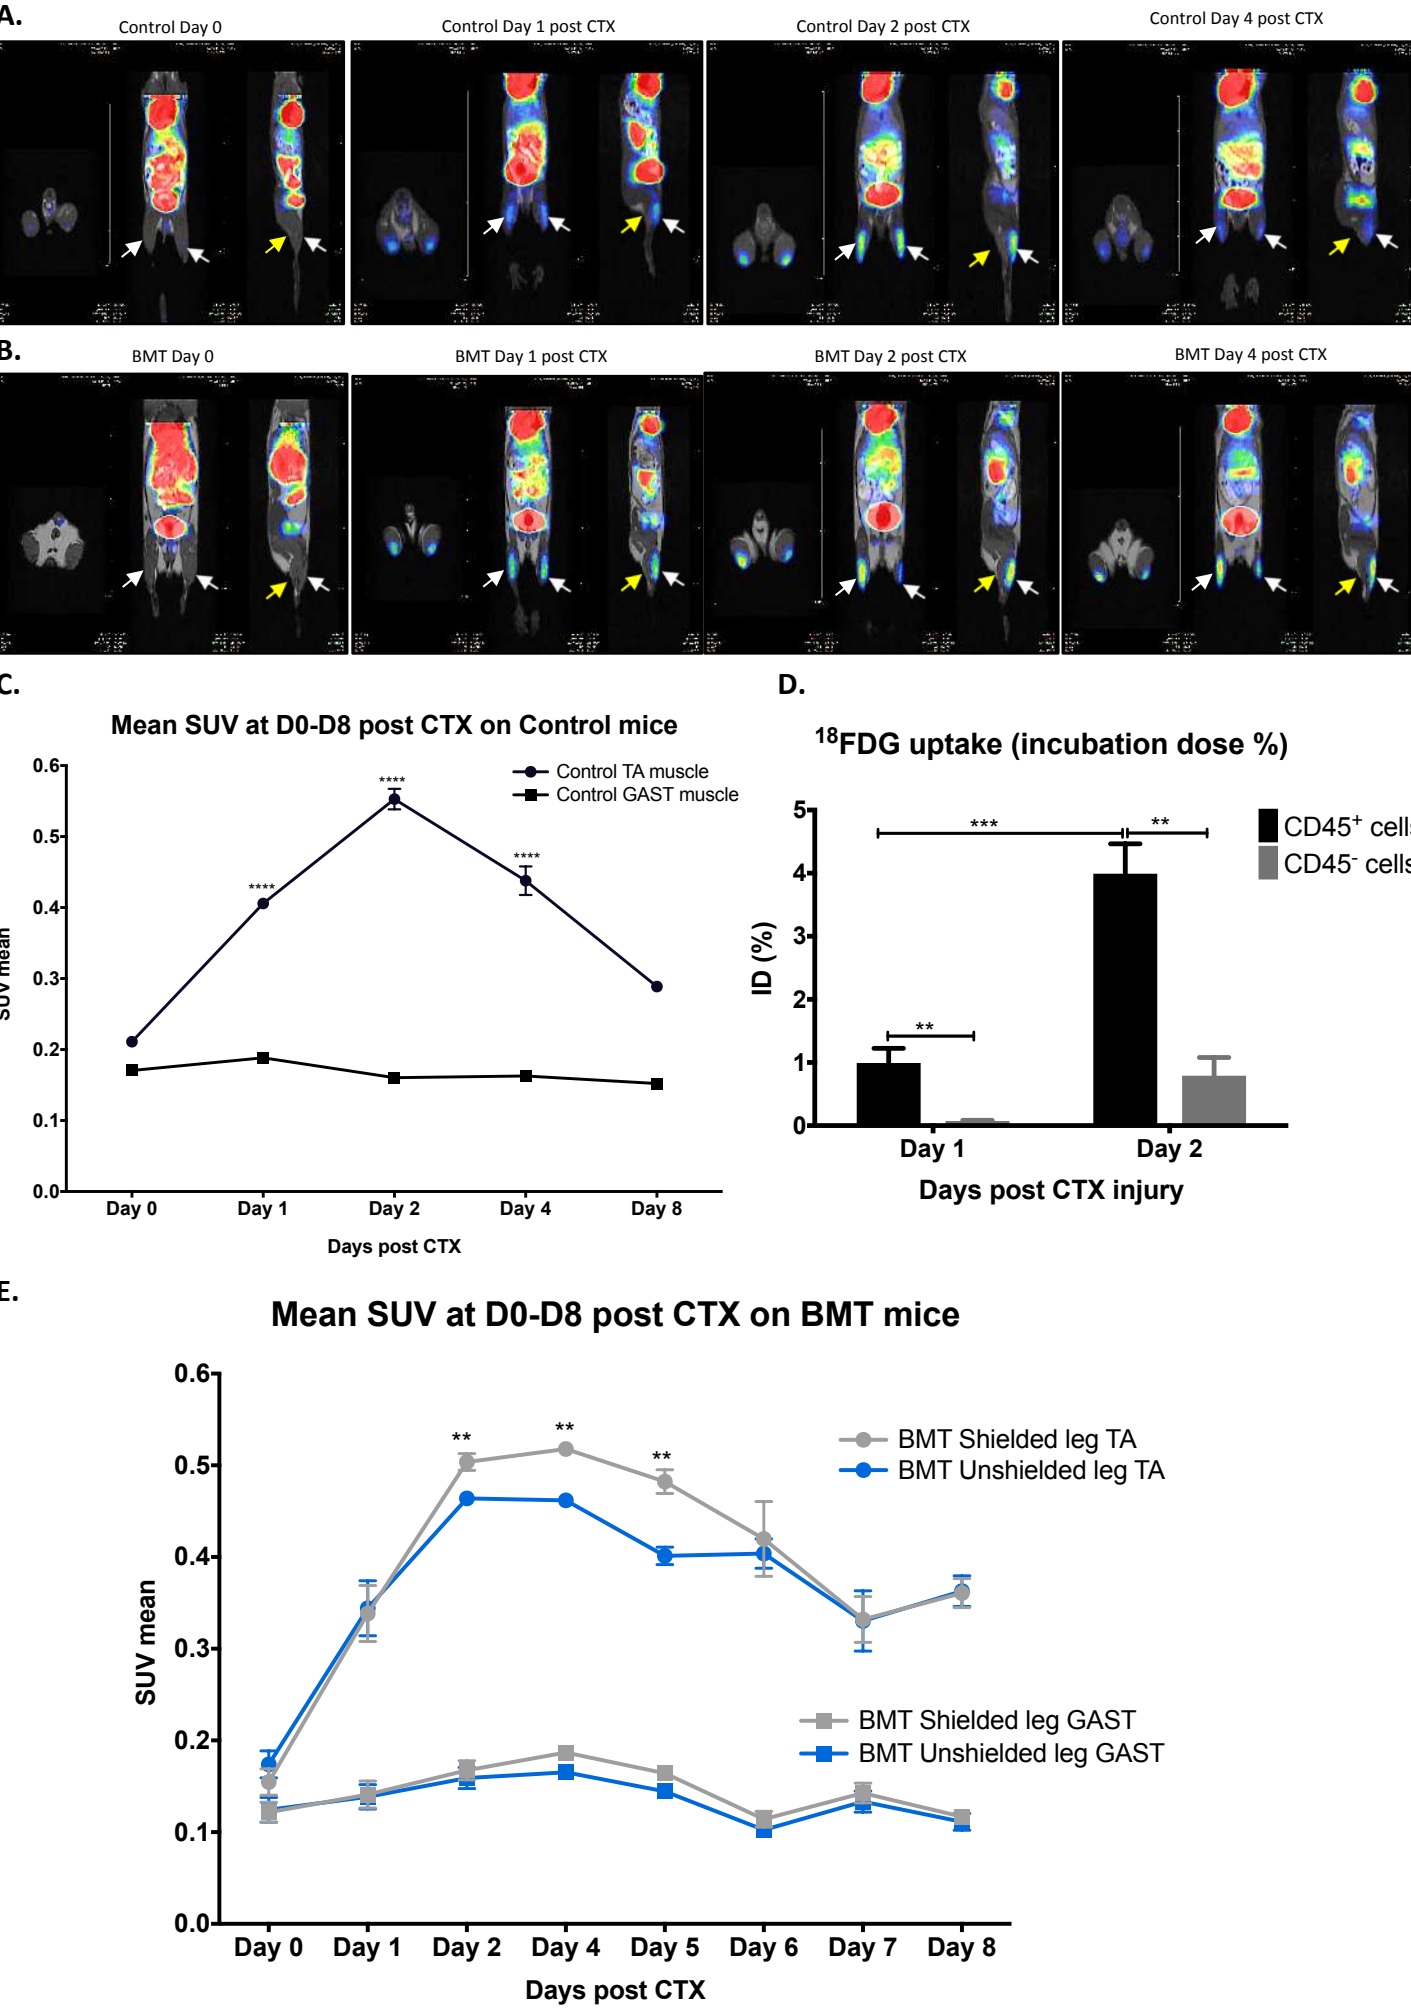 A.
Control Day 0
Control Day 1 post CTX
Control Day 2 post CTX
Control Day 4 post CTX
B.
BMT Day 0
BMT Day 1 post CTX
BMT Day 2 post CTX
BMT Day 4 post CTX
C.
Mean SUV at D0-D8 post CTX on Control mice
0.6
0.5
0.4
0.3
0.2
0.1
0.0
SUV mean
****
****
****
Control TA muscle
Control GAST muscle
Day 0
Day 1
Day 2
Day 4
Day 8
Days post CTX
D.
¹⁸FDG uptake (incubation dose %)
5
4
3
2
1
0
ID (%)
***
**
**
CD45⁺ cells
CD45⁻ cells
Day 1
Day 2
Days post CTX injury
E.
Mean SUV at D0-D8 post CTX on BMT mice
0.6
0.5
0.4
0.3
0.2
0.1
0.0
SUV mean
**
**
**
BMT Shielded leg TA
BMT Unshielded leg TA
BMT Shielded leg GAST
BMT Unshielded leg GAST
Day 0
Day 1
Day 2
Day 4
Day 5
Day 6
Day 7
Day 8
Days post CTX